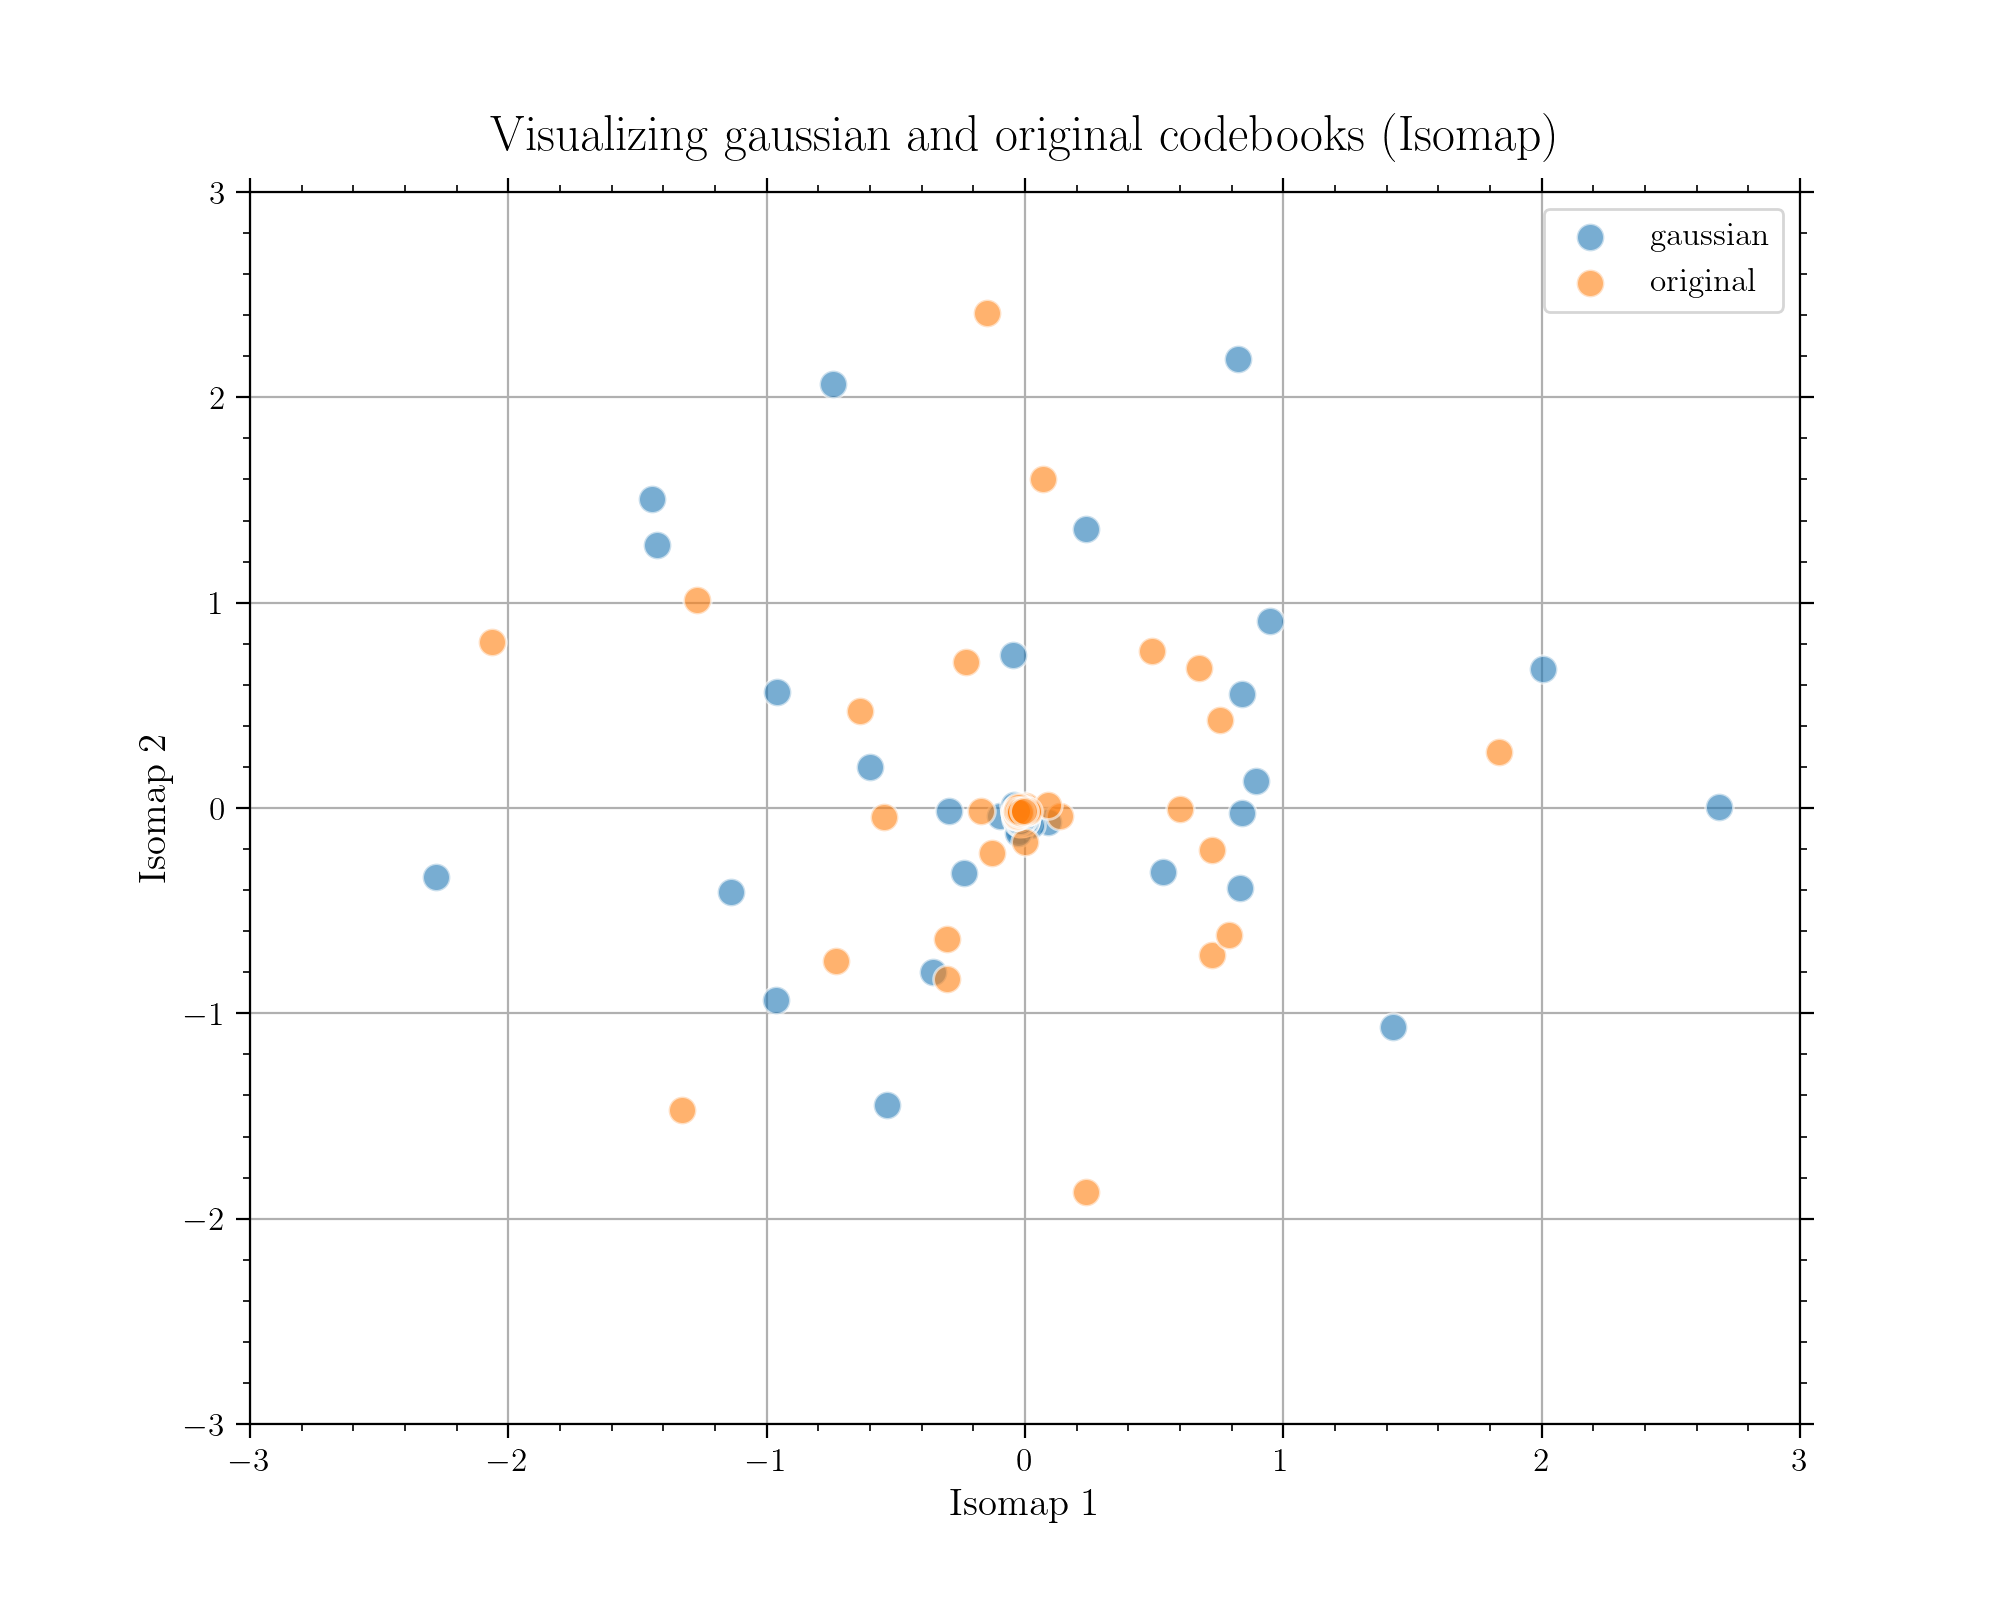 Visualizing gaussian and original codebooks (Isomap)
gaussian
original
3
2
1
0
−1
−2
−3
Isomap 2
−3
−2
−1
0
1
2
3
Isomap 1